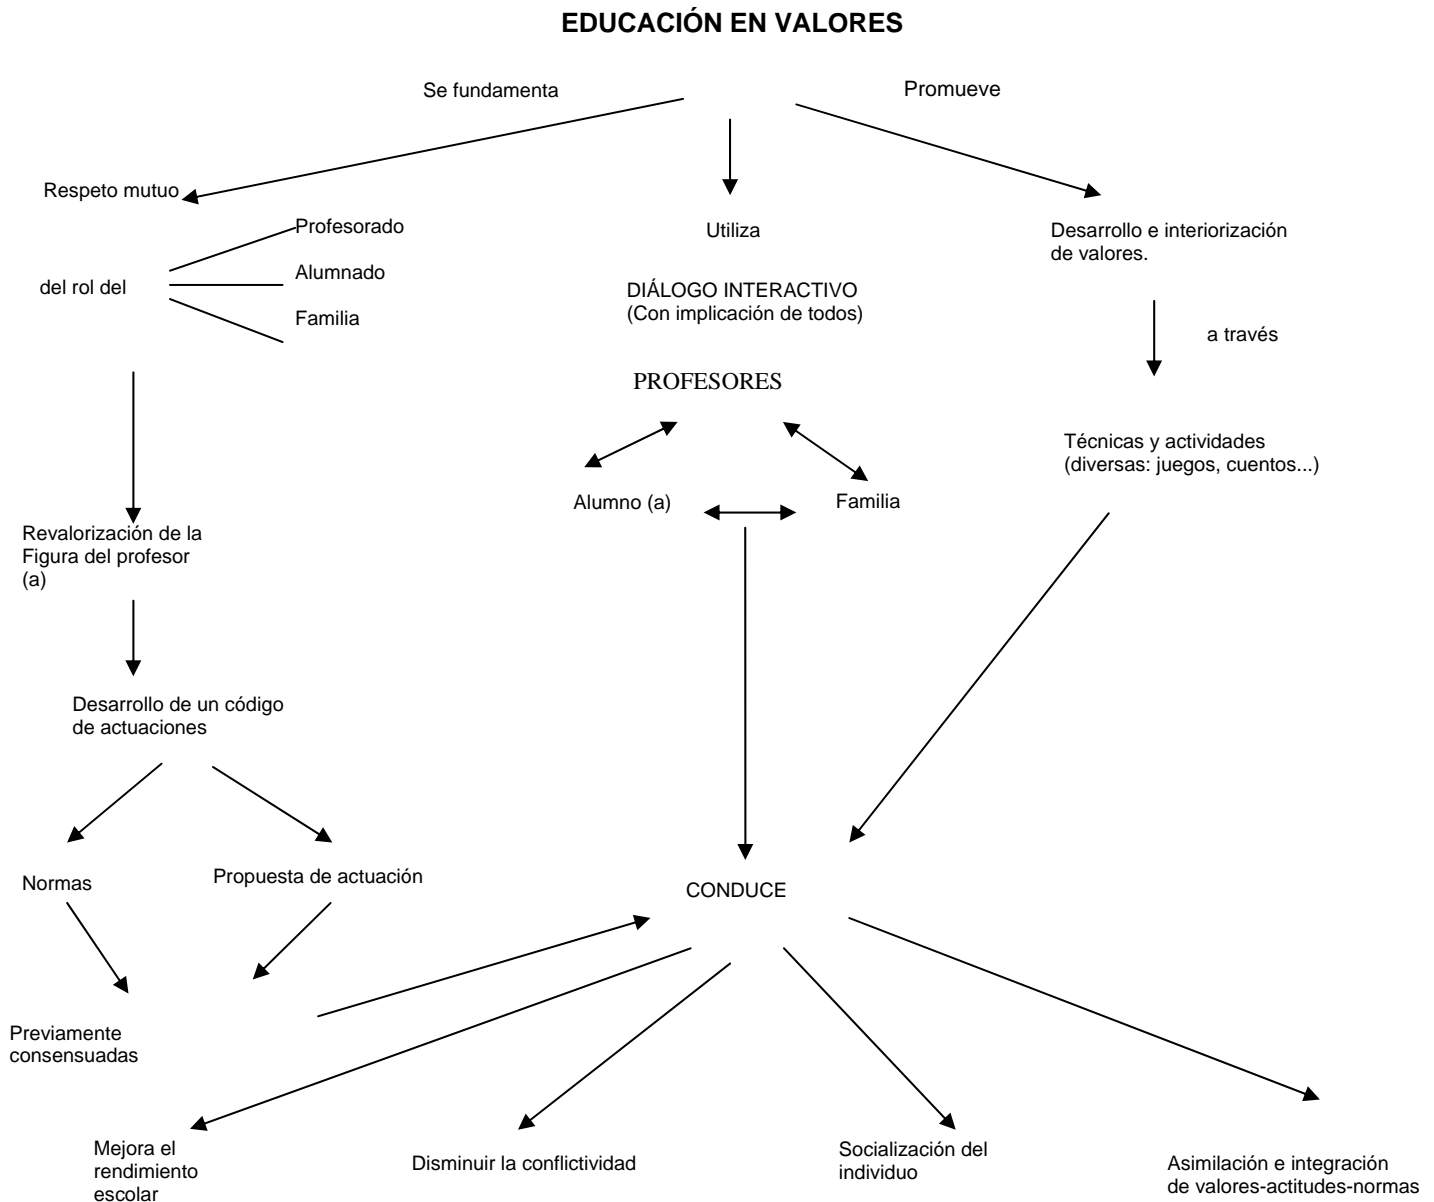 EDUCACIÓN EN VALORES
Se fundamenta
Promueve
Respeto mutuo
Profesorado
Alumnado
Familia
del rol del
Utiliza
Desarrollo e interiorización
de valores.
DIÁLOGO INTERACTIVO
(Con implicación de todos)
a través
PROFESORES
Técnicas y actividades
(diversas: juegos, cuentos...)
Alumno (a)
Familia
Revalorización de la
Figura del profesor
(a)
Desarrollo de un código
de actuaciones
Normas
Propuesta de actuación
CONDUCE
Previamente
consensuadas
Mejora el
rendimiento
escolar
Disminuir la conflictividad
Socialización del
individuo
Asimilación e integración
de valores-actitudes-normas